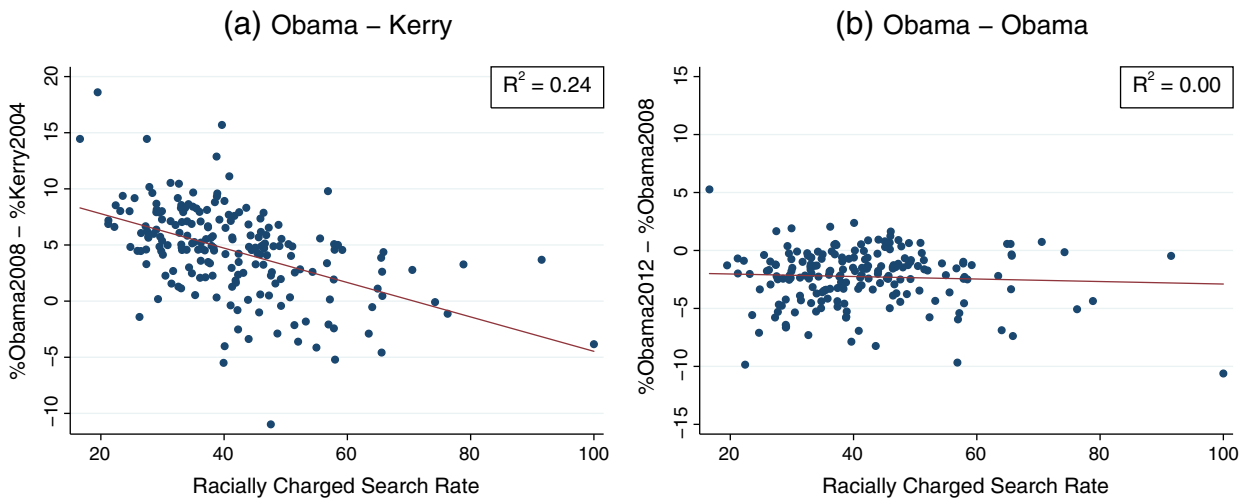 (a) Obama – Kerry
R² = 0.24
%Obama2008 – %Kerry2004
20
15
10
5
0
−5
−10
20 40 60 80 100
Racially Charged Search Rate
(b) Obama – Obama
R² = 0.00
%Obama2012 – %Obama2008
15
10
5
0
−5
−10
−15
20 40 60 80 100
Racially Charged Search Rate